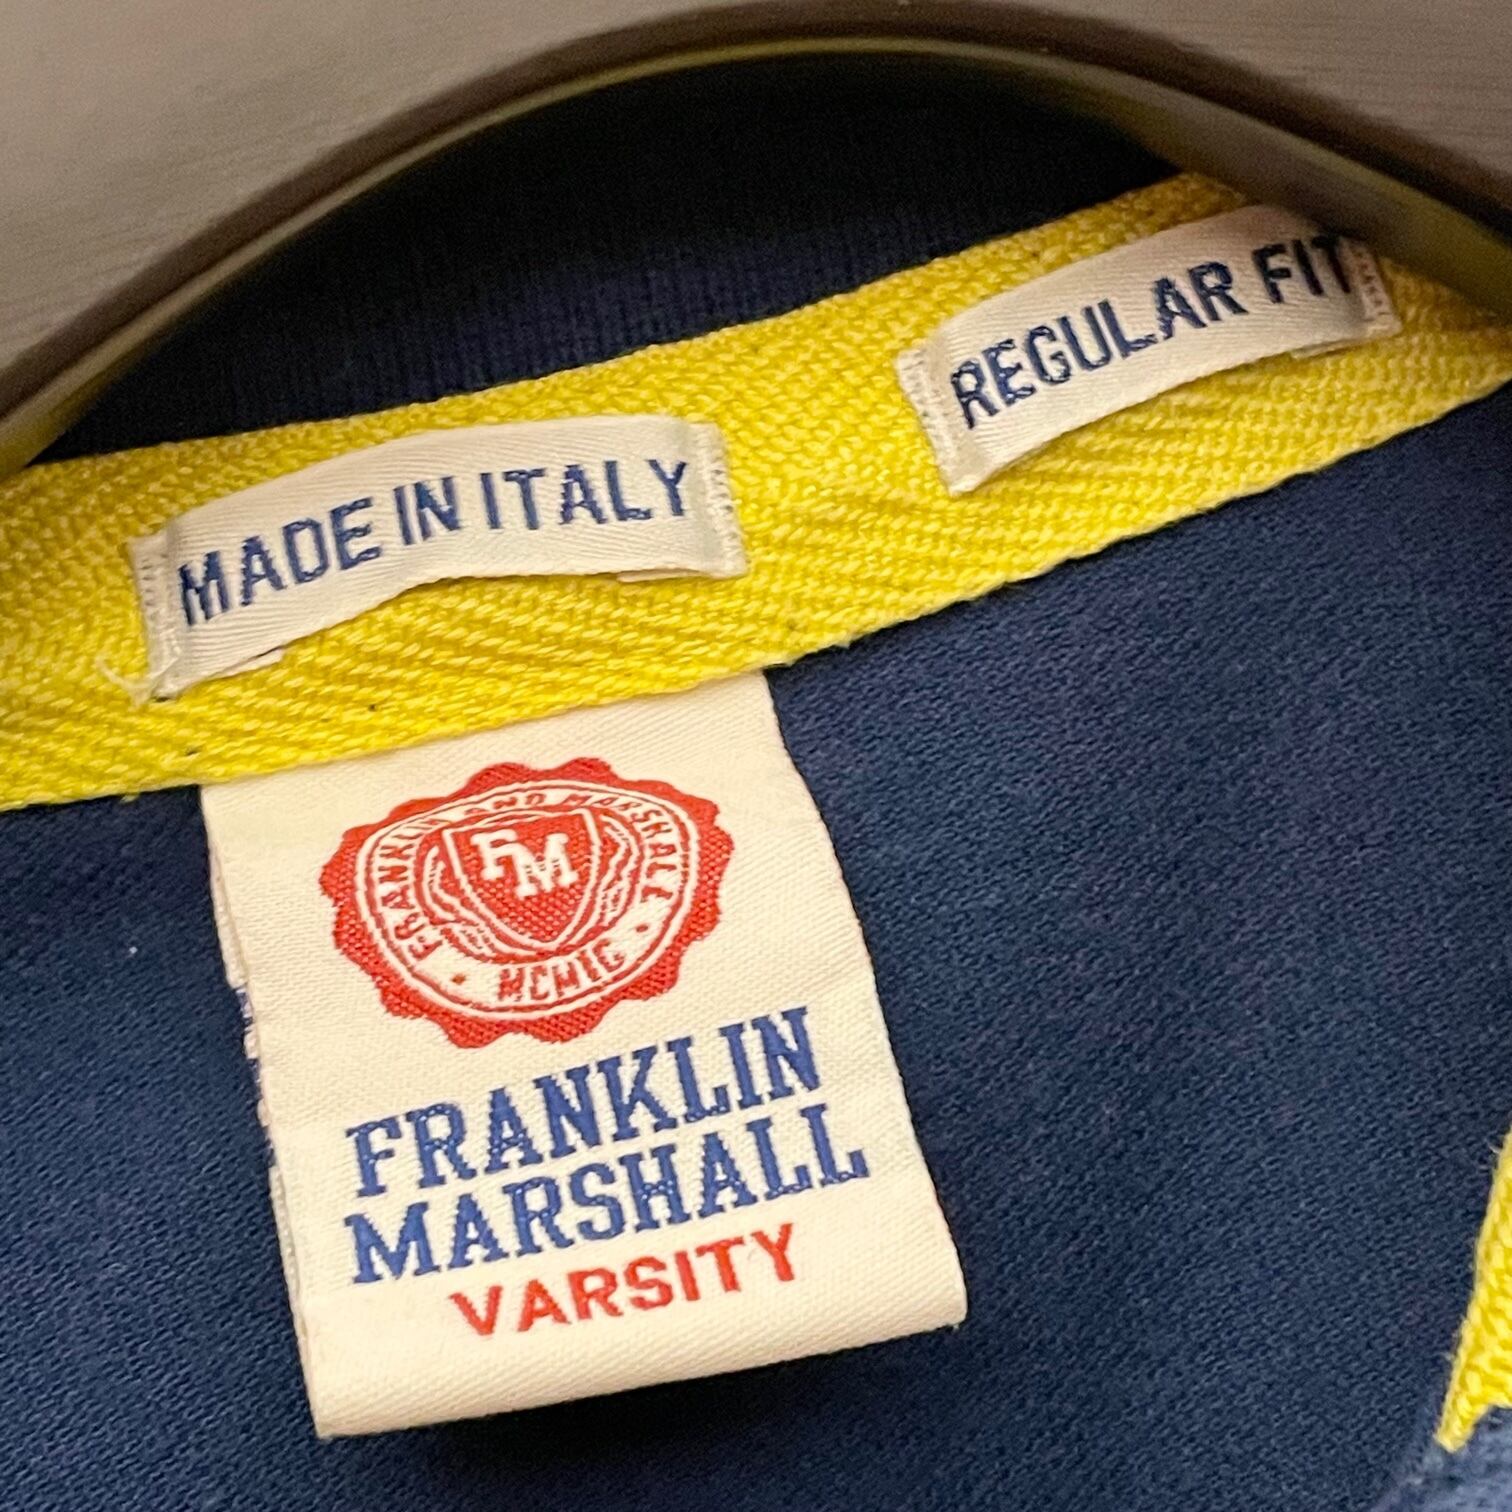 MADE IN ITALY
REGULAR FIT
FRANKLIN AND MARSHALL
FM
MCMIC
FRANKLIN
MARSHALL
VARSITY